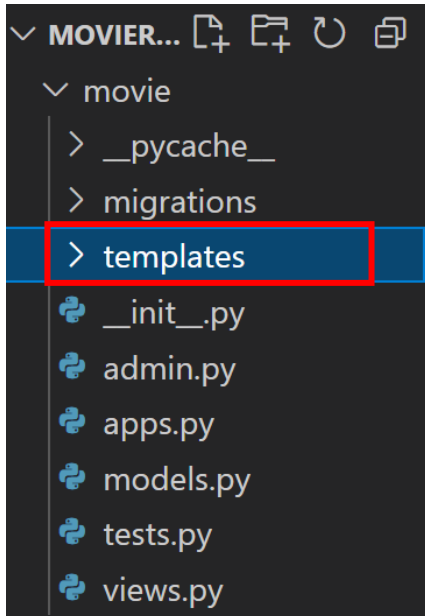 MOVIER...
movie
__pycache__
migrations
templates
__init__.py
admin.py
apps.py
models.py
tests.py
views.py